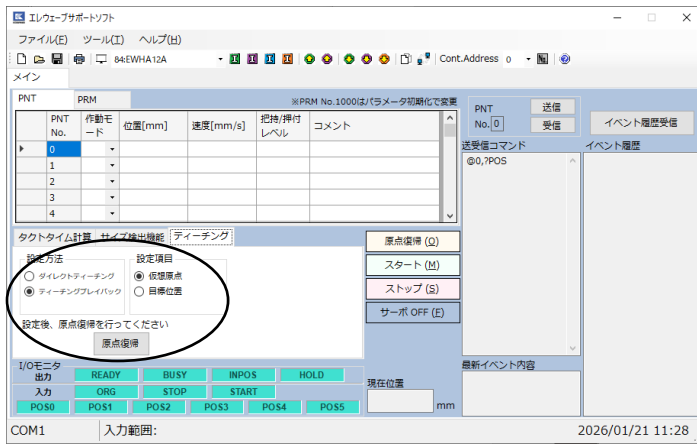 エレウェーブサポートソフト
ファイル(F) ツール(T) ヘルプ(H)
84:EWHA12A Cont.Address 0
メイン
PNT PRM ※PRM No.1000はパラメータ初期化で変更
PNT No. 作動モード 位置[mm] 速度[mm/s] 把持/押付レベル コメント
0
1
2
3
4
PNT No. 0 送信 受信
イベント履歴受信
送受信コマンド イベント履歴
@0,?POS
タクトタイム計算 サイズ検出機能 ティーチング
設定方法 設定項目
ダイレクトティーチング 仮想原点
ティーチングプレイバック 目標位置
設定後、原点復帰を行ってください
原点復帰
原点復帰 (O)
スタート (M)
ストップ (S)
サーボ OFF (F)
I/Oモニタ
出力 READY BUSY INPOS HOLD
入力 ORG STOP START
POS0 POS1 POS2 POS3 POS4 POS5
現在位置
mm
最新イベント内容
COM1 入力範囲: 2026/01/21 11:28